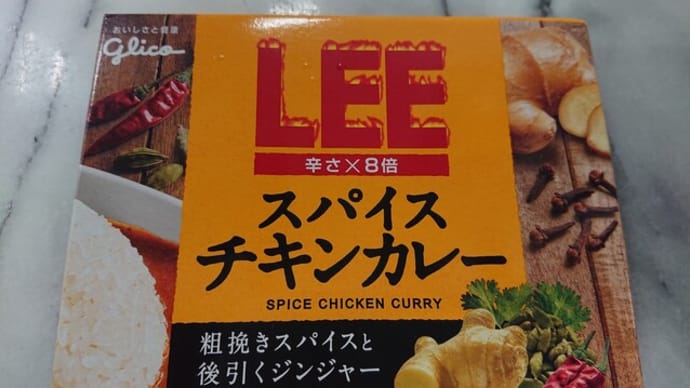 おいしさと健康
glico
LEE
辛さ×8倍
スパイス
チキンカレー
SPICE CHICKEN CURRY
粗挽きスパイスと
後引くジンジャー